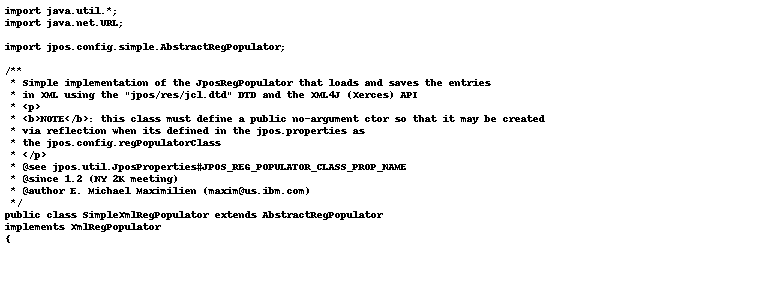 import java.util.*;
import java.net.URL;

import jpos.config.simple.AbstractRegPopulator;

/**
 * Simple implementation of the JposRegPopulator that loads and saves the entries
 * in XML using the "jpos/res/jcl.dtd" DTD and the XML4J (Xerces) API
 * <p>
 * <b>NOTE</b>: this class must define a public no-argument ctor so that it may be created
 * via reflection when its defined in the jpos.properties as
 * the jpos.config.regPopulatorClass
 * </p>
 * @see jpos.util.JposProperties#JPOS_REG_POPULATOR_CLASS_PROP_NAME
 * @since 1.2 (NY 2K meeting)
 * @author E. Michael Maximilien (maxim@us.ibm.com)
 */
public class SimpleXmlRegPopulator extends AbstractRegPopulator
implements XmlRegPopulator
{